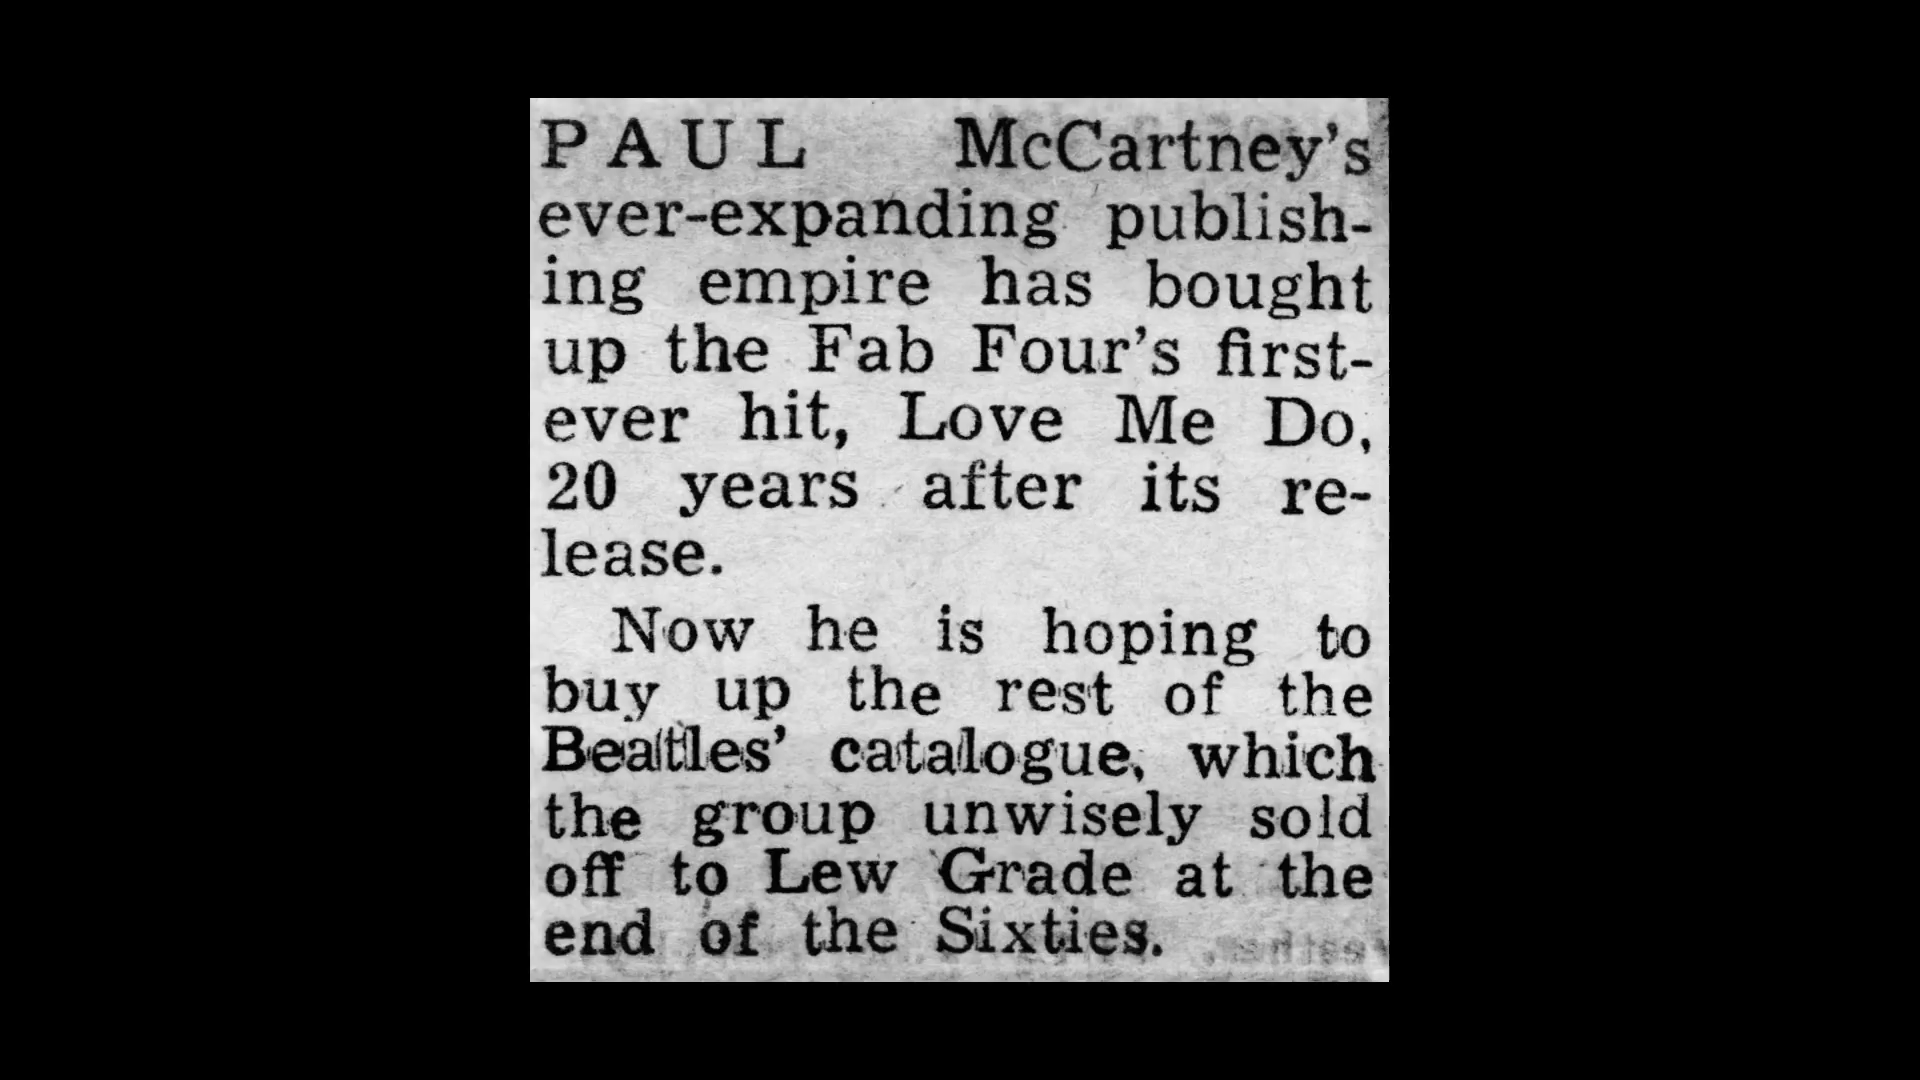 PAUL McCartney's
ever-expanding publish-
ing empire has bought
up the Fab Four's first-
ever hit, Love Me Do,
20 years after its re-
lease.
Now he is hoping to
buy up the rest of the
Beatles' catalogue, which
the group unwisely sold
off to Lew Grade at the
end of the Sixties.